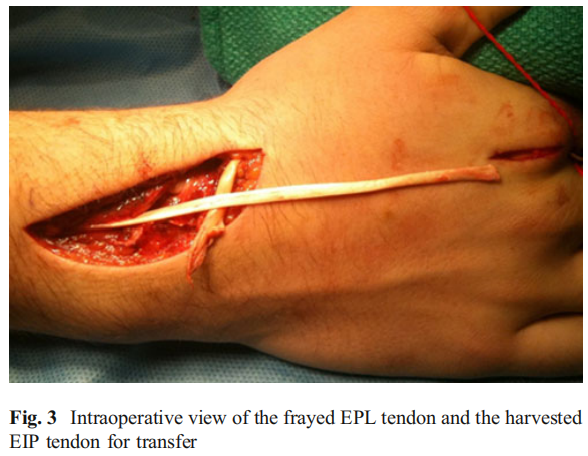 Fig. 3 Intraoperative view of the frayed EPL tendon and the harvested
EIP tendon for transfer